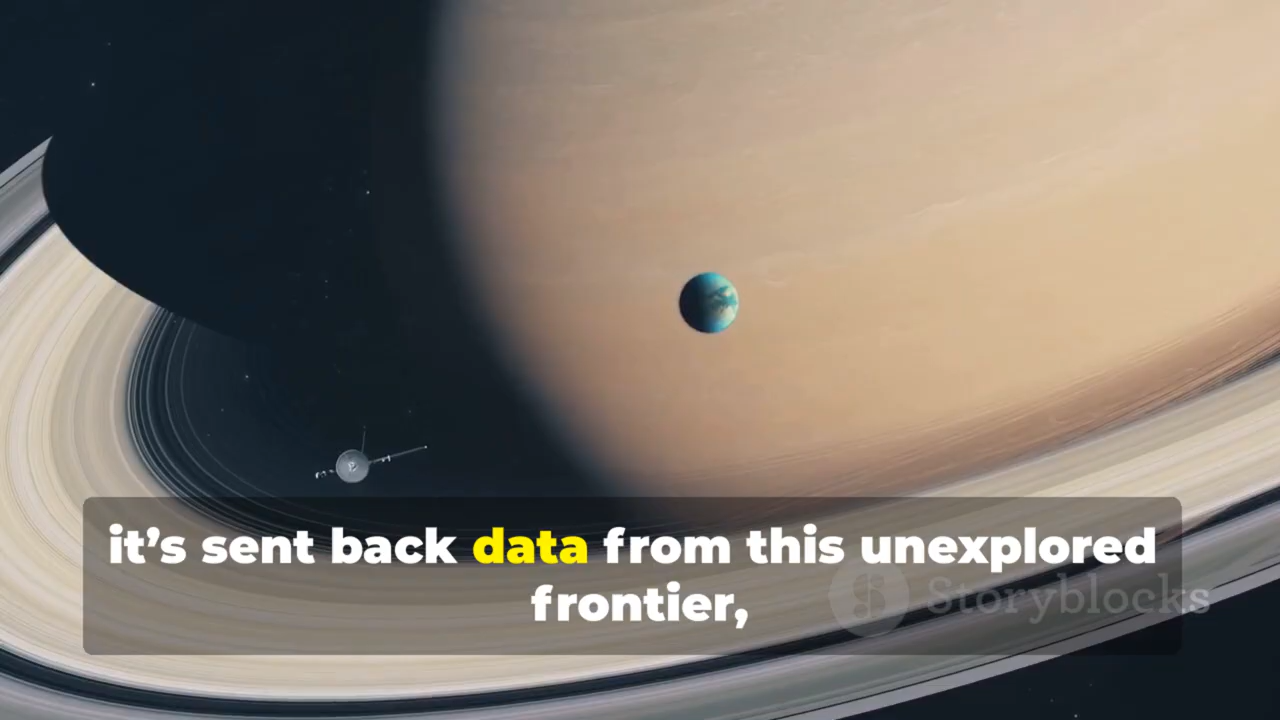 it's sent back data from this unexplored
frontier,
Storyblocks